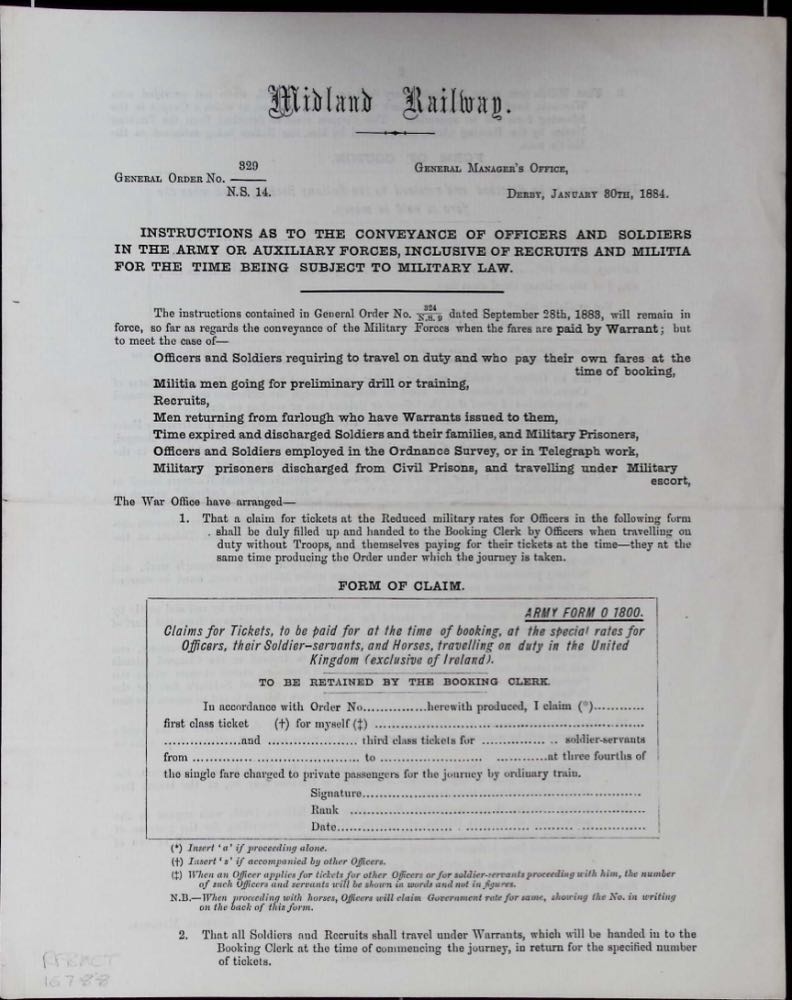 Midland Railway.
GENERAL ORDER No. 329
N.S. 14.
GENERAL MANAGER'S OFFICE,
DERBY, JANUARY 30TH, 1884.
INSTRUCTIONS AS TO THE CONVEYANCE OF OFFICERS AND SOLDIERS
IN THE ARMY OR AUXILIARY FORCES, INCLUSIVE OF RECRUITS AND MILITIA
FOR THE TIME BEING SUBJECT TO MILITARY LAW.
The instructions contained in General Order No. 324/N.S. 9 dated September 28th, 1883, will remain in
force, so far as regards the conveyance of the Military Forces when the fares are paid by Warrant; but
to meet the case of—
Officers and Soldiers requiring to travel on duty and who pay their own fares at the
time of booking,
Militia men going for preliminary drill or training,
Recruits,
Men returning from furlough who have Warrants issued to them,
Time expired and discharged Soldiers and their families, and Military Prisoners,
Officers and Soldiers employed in the Ordnance Survey, or in Telegraph work,
Military prisoners discharged from Civil Prisons, and travelling under Military
escort,
The War Office have arranged—
1. That a claim for tickets at the Reduced military rates for Officers in the following form
shall be duly filled up and handed to the Booking Clerk by Officers when travelling on
duty without Troops, and themselves paying for their tickets at the time—they at the
same time producing the Order under which the journey is taken.
FORM OF CLAIM.
ARMY FORM O 1800.
Claims for Tickets, to be paid for at the time of booking, at the special rates for
Officers, their Soldier-servants, and Horses, travelling on duty in the United
Kingdom (exclusive of Ireland).
TO BE RETAINED BY THE BOOKING CLERK.
In accordance with Order No...............herewith produced, I claim (*)............
first class ticket (†) for myself (‡) ................................................................
..................and ..................... third class tickets for ................. soldier-servants
from ........................................ to ........................ ............at three fourths of
the single fare charged to private passengers for the journey by ordinary train.
Signature..................................................................
Rank ......................................................................
Date.......................................................................
(*) Insert 'a' if proceeding alone.
(†) Insert 's' if accompanied by other Officers.
(‡) When an Officer applies for tickets for other Officers or for soldier-servants proceeding with him, the number
of such Officers and servants will be shown in words and not in figures.
N.B.—When proceeding with horses, Officers will claim Government rate for same, showing the No. in writing
on the back of this form.
2. That all Soldiers and Recruits shall travel under Warrants, which will be handed in to the
Booking Clerk at the time of commencing the journey, in return for the specified number
of tickets.
16788